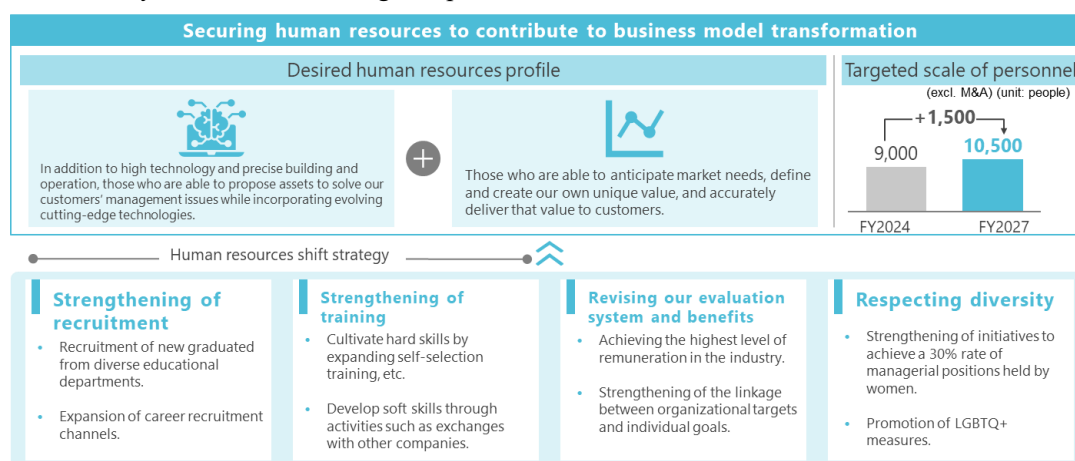 Securing human resources to contribute to business model transformation
Desired human resources profile
In addition to high technology and precise building and
operation, those who are able to propose assets to solve our
customers' management issues while incorporating evolving
cutting-edge technologies.
Those who are able to anticipate market needs, define
and create our own unique value, and accurately
deliver that value to customers.
Targeted scale of personnel
(excl. M&A) (unit: people)
+1,500
9,000
10,500
FY2024
FY2027
Human resources shift strategy
Strengthening of
recruitment
• Recruitment of new graduated
from diverse educational
departments.
• Expansion of career recruitment
channels.
Strengthening of
training
• Cultivate hard skills by
expanding self-selection
training, etc.
• Develop soft skills through
activities such as exchanges
with other companies.
Revising our evaluation
system and benefits
• Achieving the highest level of
remuneration in the industry.
• Strengthening of the linkage
between organizational targets
and individual goals.
Respecting diversity
• Strengthening of initiatives to
achieve a 30% rate of
managerial positions held by
women.
• Promotion of LGBTQ+
measures.